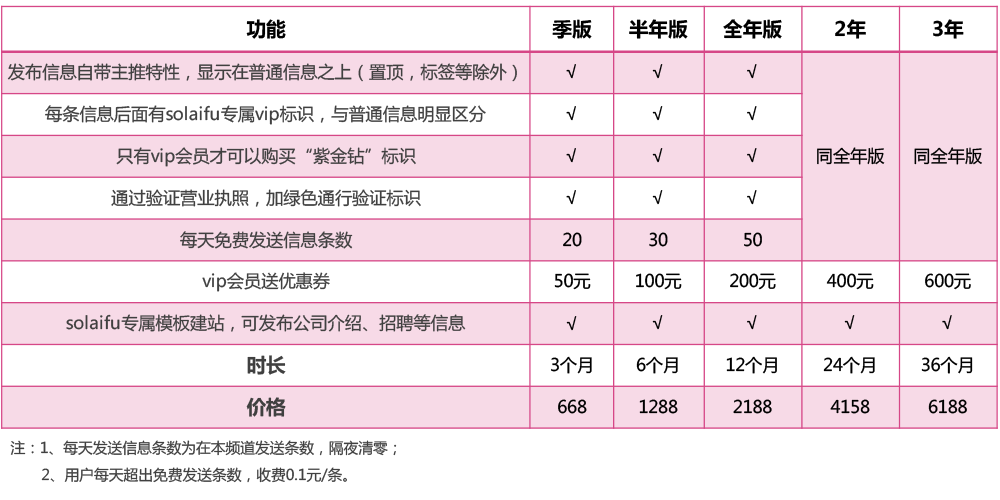 功能 季版 半年版 全年版 2年 3年
发布信息自带主推特性，显示在普通信息之上（置顶，标签等除外） √ √ √
每条信息后面有solaifu专属vip标识，与普通信息明显区分 √ √ √
只有vip会员才可以购买“紫金钻”标识 √ √ √ 同全年版 同全年版
通过验证营业执照，加绿色通行验证标识 √ √ √
每天免费发送信息条数 20 30 50
vip会员送优惠券 50元 100元 200元 400元 600元
solaifu专属模板建站，可发布公司介绍、招聘等信息 √ √ √ √ √
时长 3个月 6个月 12个月 24个月 36个月
价格 668 1288 2188 4158 6188
注：1、每天发送信息条数为在本频道发送条数，隔夜清零；
2、用户每天超出免费发送条数，收费0.1元/条。